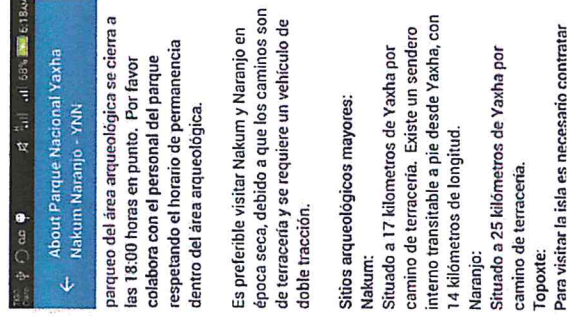 68% 6:18AM
About Parque Nacional Yaxha
Nakum Naranjo - YNN
parqueo del área arqueológica se cierra a
las 18:00 horas en punto. Por favor
colabora con el personal del parque
respetando el horario de permanencia
dentro del área arqueológica.
Es preferible visitar Nakum y Naranjo en
época seca, debido a que los caminos son
de terracería y se requiere un vehículo de
doble tracción.
Sitios arqueológicos mayores:
Nakum:
Situado a 17 kilometros de Yaxha por
camino de terracería. Existe un sendero
interno transitable a pie desde Yaxha, con
14 kilómetros de longitud.
Naranjo:
Situado a 25 kilómetros de Yaxha por
camino de terracería.
Topoxte:
Para visitar la isla es necesario contratar